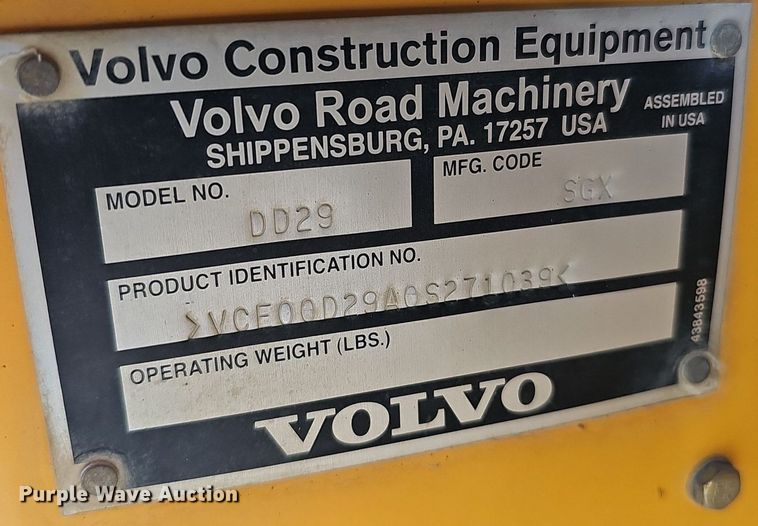 Volvo Construction Equipment
Volvo Road Machinery
SHIPPENSBURG, PA. 17257 USA
ASSEMBLED
IN USA
MODEL NO.
DD29
MFG. CODE
SGX
PRODUCT IDENTIFICATION NO.
>VCE00D29A0S271039<
OPERATING WEIGHT (LBS.)
43843598
VOLVO
Purple Wave Auction